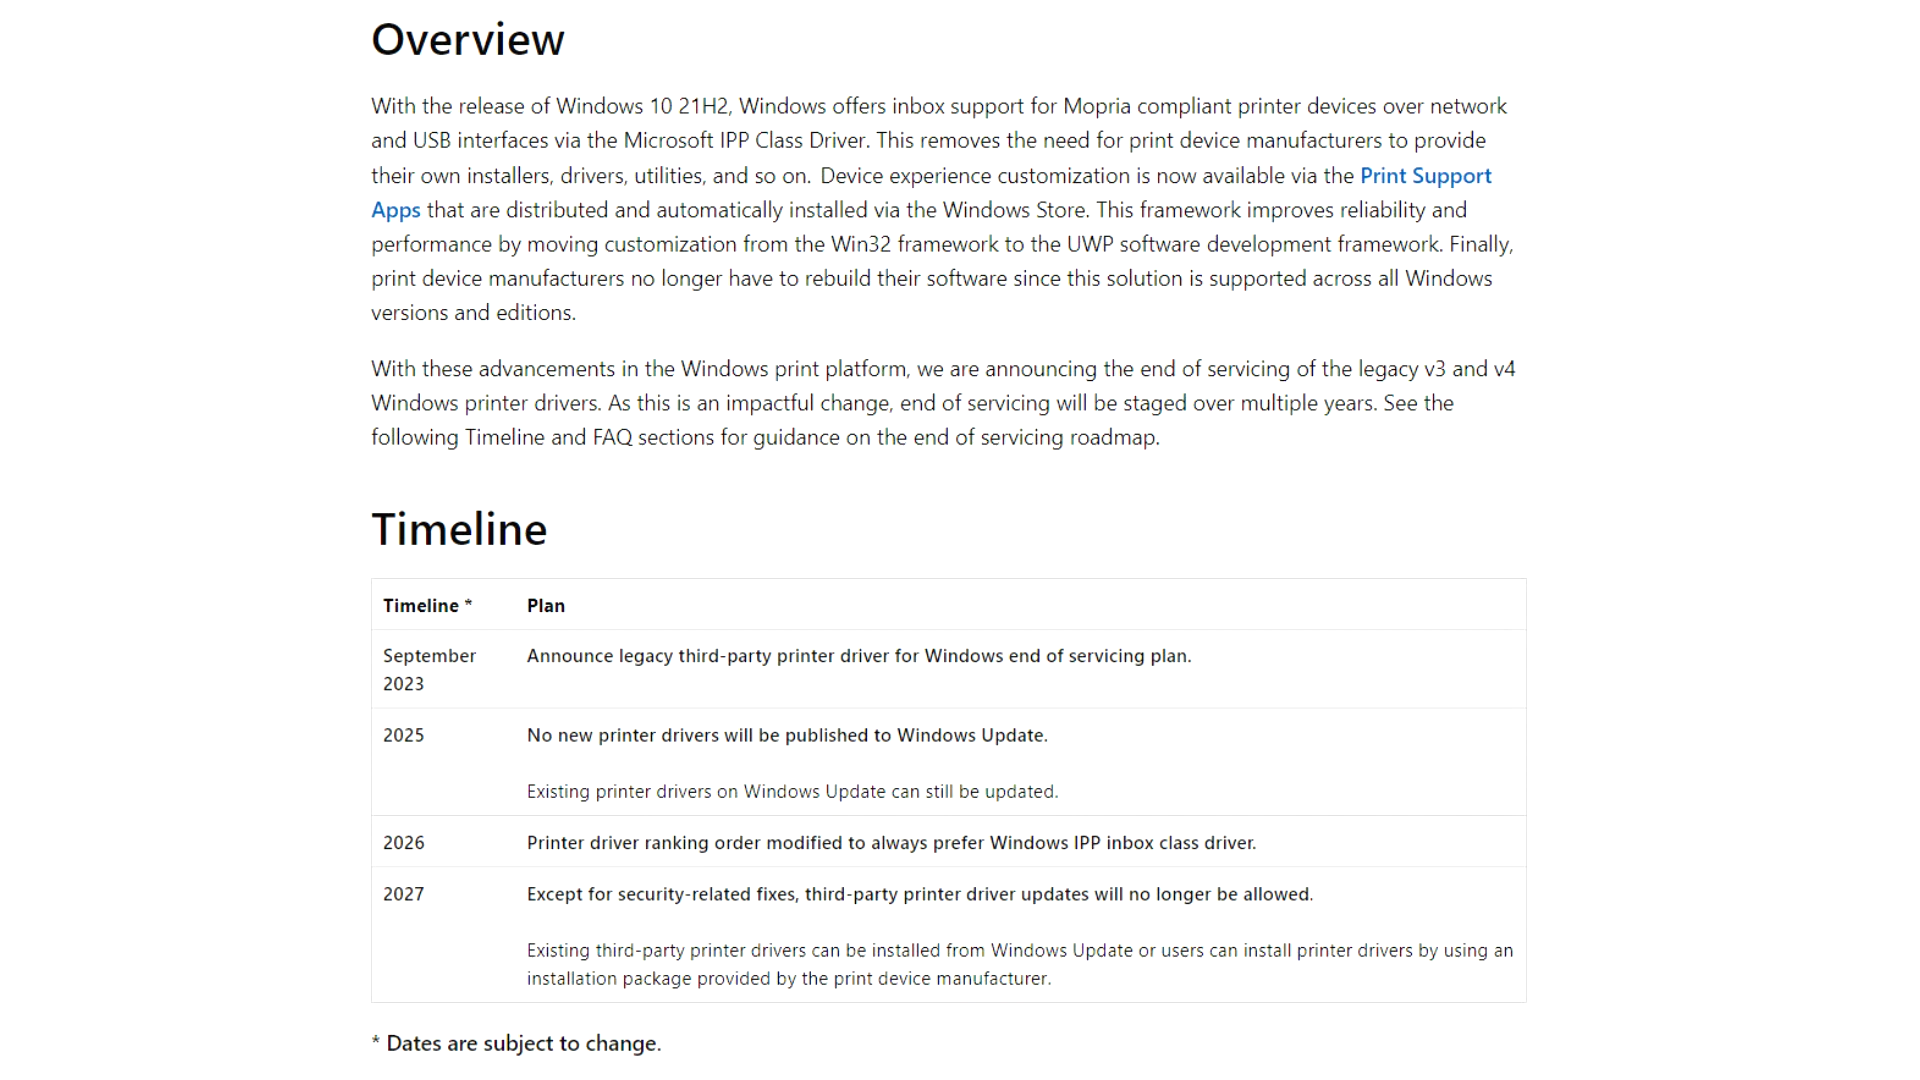 Overview
With the release of Windows 10 21H2, Windows offers inbox support for Mopria compliant printer devices over network
and USB interfaces via the Microsoft IPP Class Driver. This removes the need for print device manufacturers to provide
their own installers, drivers, utilities, and so on. Device experience customization is now available via the Print Support
Apps that are distributed and automatically installed via the Windows Store. This framework improves reliability and
performance by moving customization from the Win32 framework to the UWP software development framework. Finally,
print device manufacturers no longer have to rebuild their software since this solution is supported across all Windows
versions and editions.
With these advancements in the Windows print platform, we are announcing the end of servicing of the legacy v3 and v4
Windows printer drivers. As this is an impactful change, end of servicing will be staged over multiple years. See the
following Timeline and FAQ sections for guidance on the end of servicing roadmap.
Timeline
Timeline * Plan
September Announce legacy third-party printer driver for Windows end of servicing plan.
2023
2025 No new printer drivers will be published to Windows Update.
Existing printer drivers on Windows Update can still be updated.
2026 Printer driver ranking order modified to always prefer Windows IPP inbox class driver.
2027 Except for security-related fixes, third-party printer driver updates will no longer be allowed.
Existing third-party printer drivers can be installed from Windows Update or users can install printer drivers by using an
installation package provided by the print device manufacturer.
* Dates are subject to change.